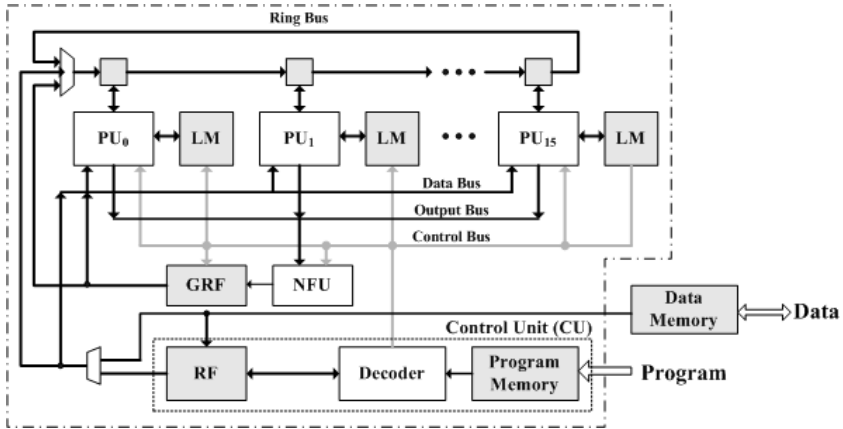 Ring Bus
PU0 LM PU1 LM PU15 LM
Data Bus
Output Bus
Control Bus
GRF NFU
Data Memory
Data
Control Unit (CU)
RF Decoder Program Memory
Program